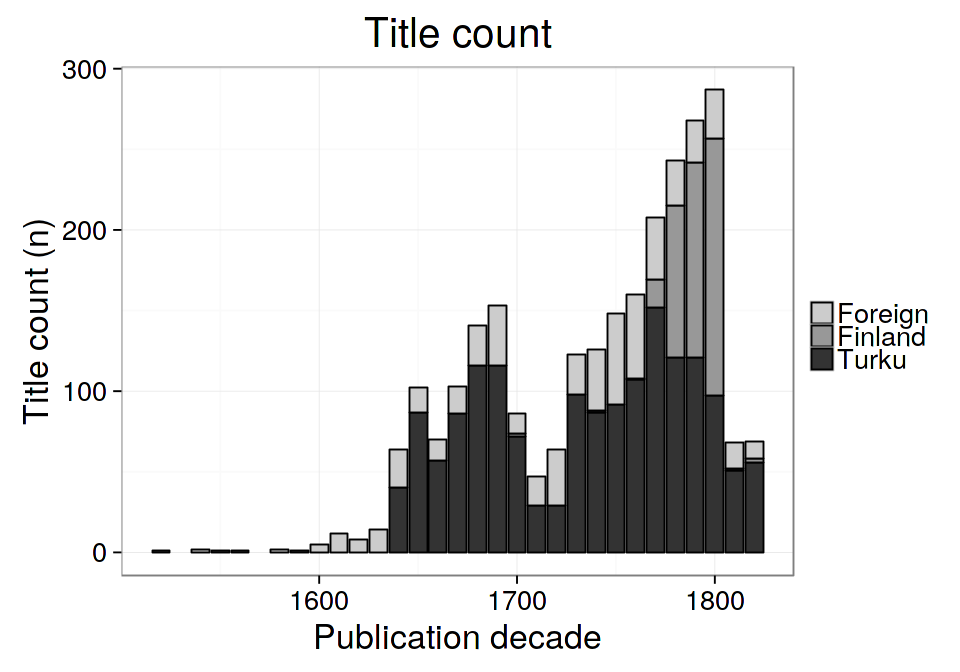 Title count
300
200
100
0
Title count (n)
1600 1700 1800
Publication decade
Foreign
Finland
Turku